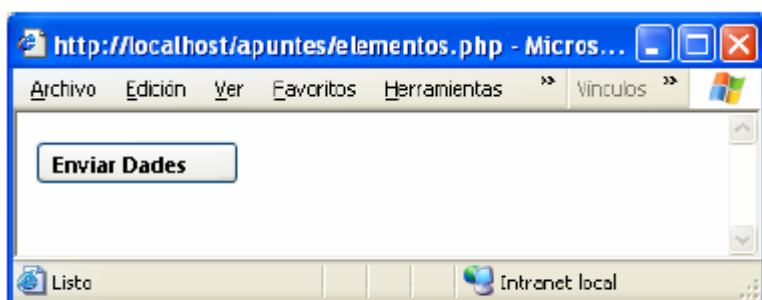 http://localhost/apuntes/elementos.php - Micros...
Archivo Edición Ver Favoritos Herramientas » Vínculos »
Enviar Dades
Listo Intranet local